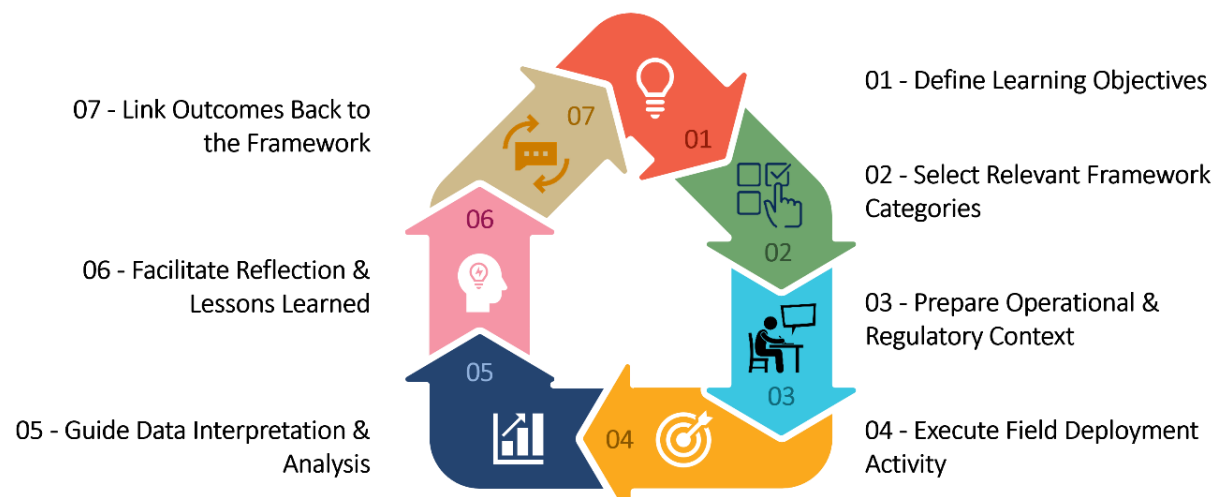 01 - Define Learning Objectives
02 - Select Relevant Framework
Categories
03 - Prepare Operational &
Regulatory Context
04 - Execute Field Deployment
Activity
05 - Guide Data Interpretation &
Analysis
06 - Facilitate Reflection &
Lessons Learned
07 - Link Outcomes Back to
the Framework
01
02
03
04
05
06
07